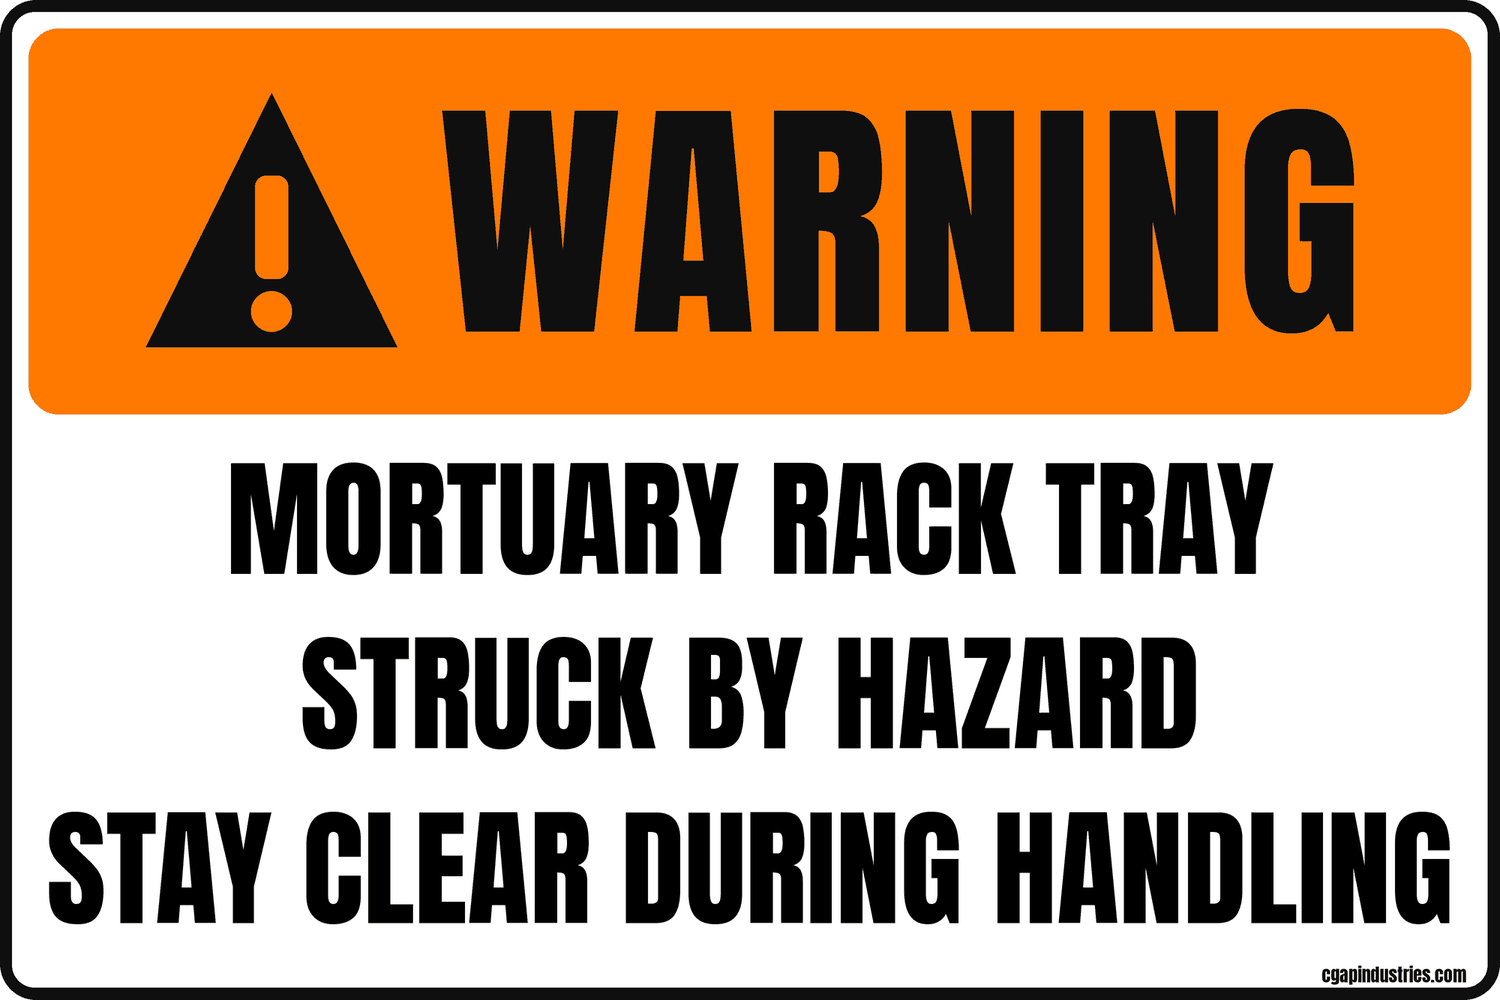 WARNING
MORTUARY RACK TRAY
STRUCK BY HAZARD
STAY CLEAR DURING HANDLING
cgapindustries.com